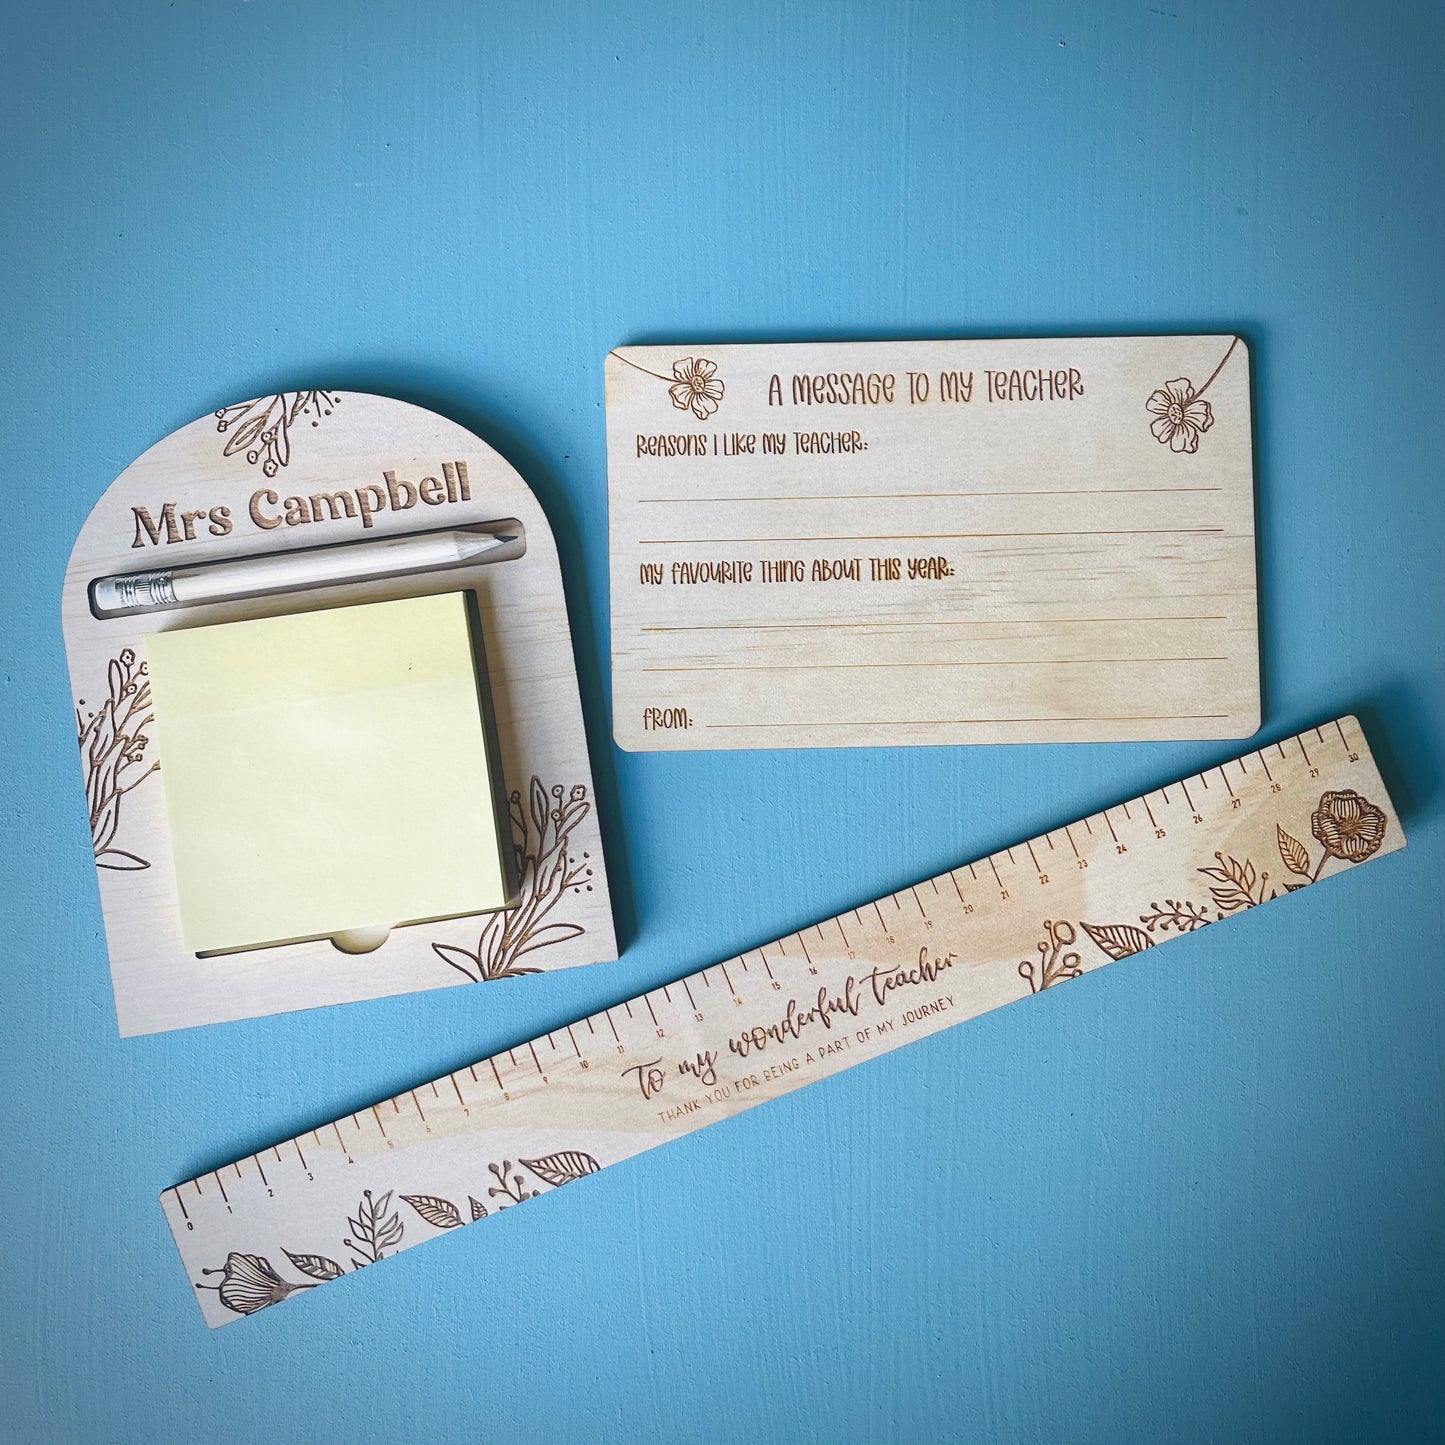 Mrs Campbell
A MESSAGE TO MY TEACHER
REASONS I LIKE MY TEACHER:
MY FAVOURITE THING ABOUT THIS YEAR:
FROM:
0 1 2 3 4 5 6 7 8 9 10 11 12 13 14 15 16 17 18 19 20 21 22 23 24 25 26 27 28 29 30
To my wonderful teacher
THANK YOU FOR BEING A PART OF MY JOURNEY